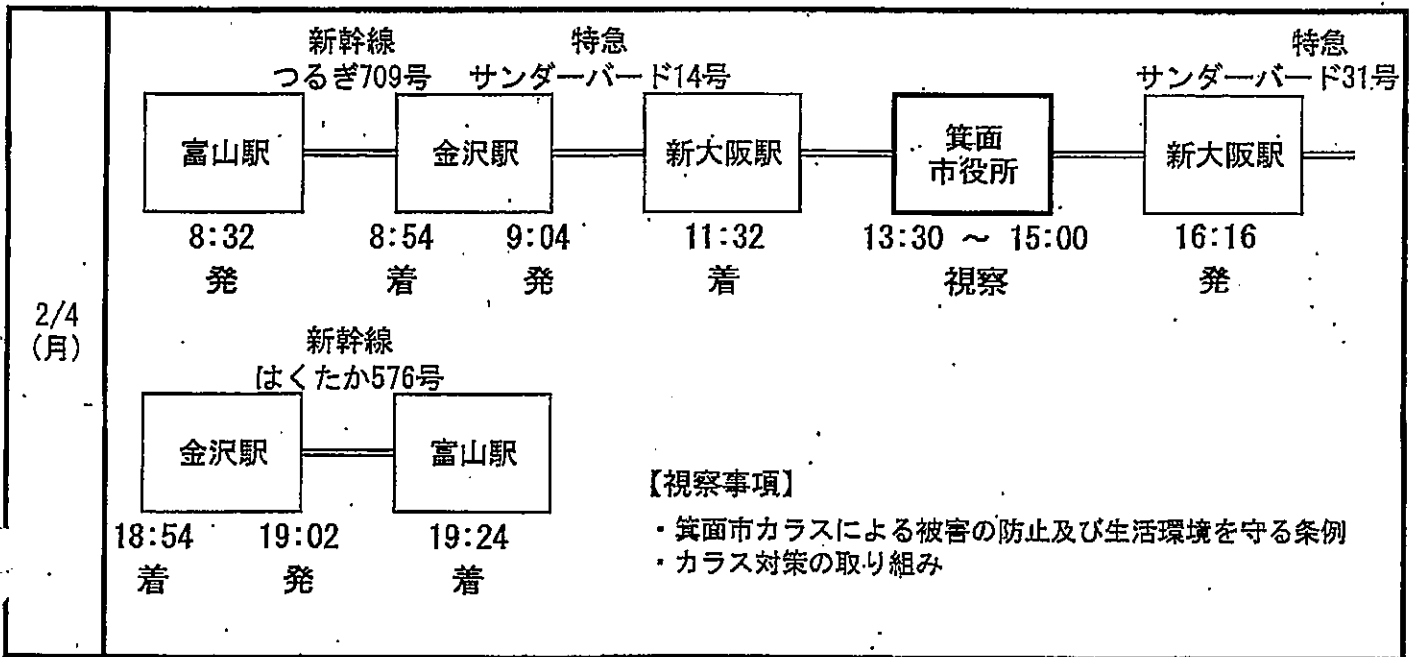 2/4
(月)
新幹線
つるぎ709号
特急
サンダーバード14号
特急
サンダーバード31号
富山駅
金沢駅
新大阪駅
箕面
市役所
新大阪駅
8:32
8:54
9:04
11:32
13:30 ~ 15:00
16:16
発
着
発
着
視察
発
新幹線
はくたか576号
金沢駅
富山駅
18:54
19:02
19:24
着
発
着
【視察事項】
・箕面市カラスによる被害の防止及び生活環境を守る条例
・カラス対策の取り組み